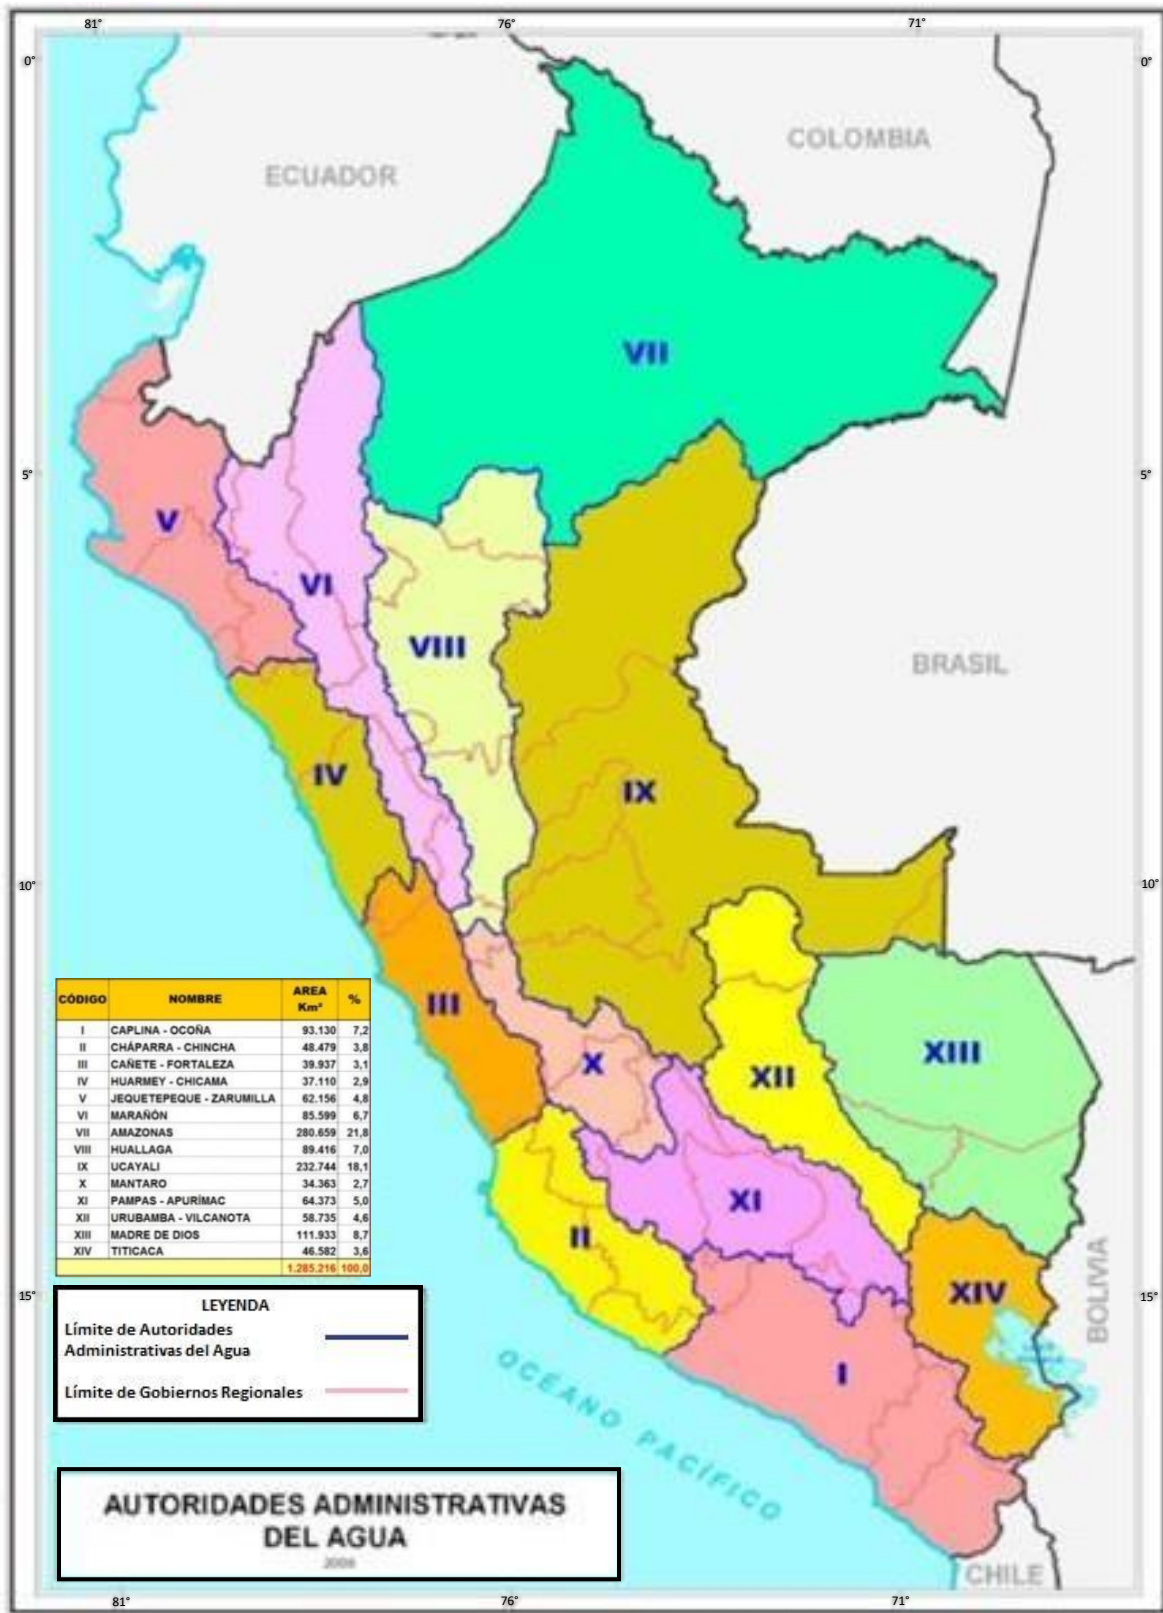 81° 76° 71°
0° 0°
COLOMBIA
ECUADOR
VII
5° 5°
V
VI
VIII
BRASIL
IV
IX
10° 10°
III
XIII
X
XII
XI
II
XIV
BOLIVIA
15° 15°
I
OCEANO PACÍFICO
CHILE
CÓDIGO NOMBRE AREA Km² %
I CAPLINA - OCOÑA 93.130 7,2
II CHÁPARRA - CHINCHA 48.479 3,8
III CAÑETE - FORTALEZA 39.937 3,1
IV HUARMEY - CHICAMA 37.110 2,9
V JEQUETEPEQUE - ZARUMILLA 62.156 4,8
VI MARAÑÓN 85.599 6,7
VII AMAZONAS 280.659 21,8
VIII HUALLAGA 89.416 7,0
IX UCAYALI 232.744 18,1
X MANTARO 34.363 2,7
XI PAMPAS - APURÍMAC 64.373 5,0
XII URUBAMBA - VILCANOTA 58.735 4,6
XIII MADRE DE DIOS 111.933 8,7
XIV TITICACA 46.582 3,6
1.285.216 100,0
LEYENDA
Límite de Autoridades
Administrativas del Agua
Límite de Gobiernos Regionales
AUTORIDADES ADMINISTRATIVAS
DEL AGUA
81° 76° 71°